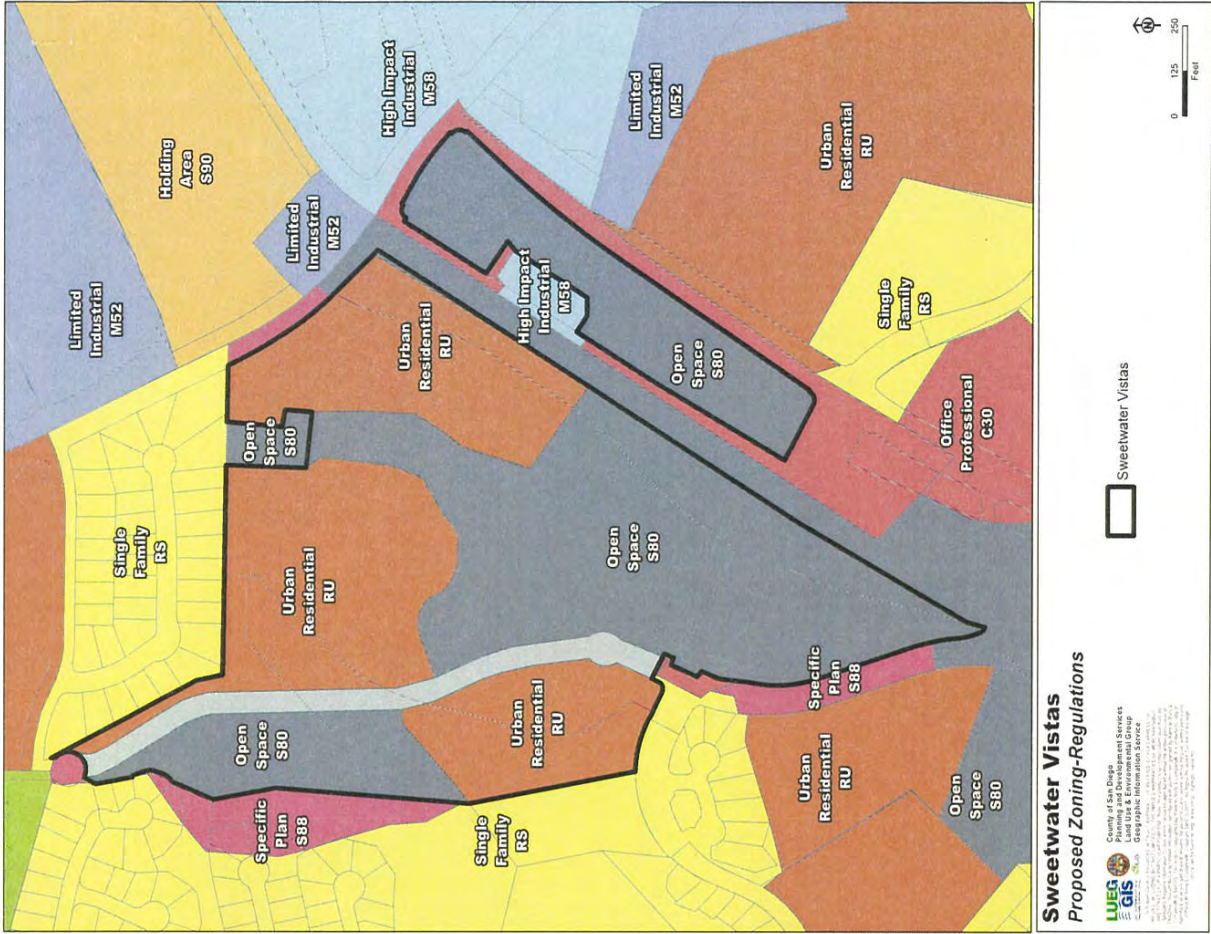 Limited
Industrial
M52
Holding
Area
S90
High Impact
Industrial
M58
Limited
Industrial
M52
Limited
Industrial
M52
Urban
Residential
RU
Single
Family
RS
Open
Space
S80
Urban
Residential
RU
High Impact
Industrial
M58
Open
Space
S80
Single
Family
RS
Office
Professional
C30
Urban
Residential
RU
Open
Space
S80
Open
Space
S80
Urban
Residential
RU
Specific
Plan
S88
Specific
Plan
S88
Single
Family
RS
Urban
Residential
RU
Open
Space
S80
Sweetwater Vistas
Proposed Zoning-Regulations
Sweetwater Vistas
N
0 125 250
Feet
LUEG
GIS
County of San Diego
Planning and Development Services
Land Use & Environmental Group
Geographic Information Service